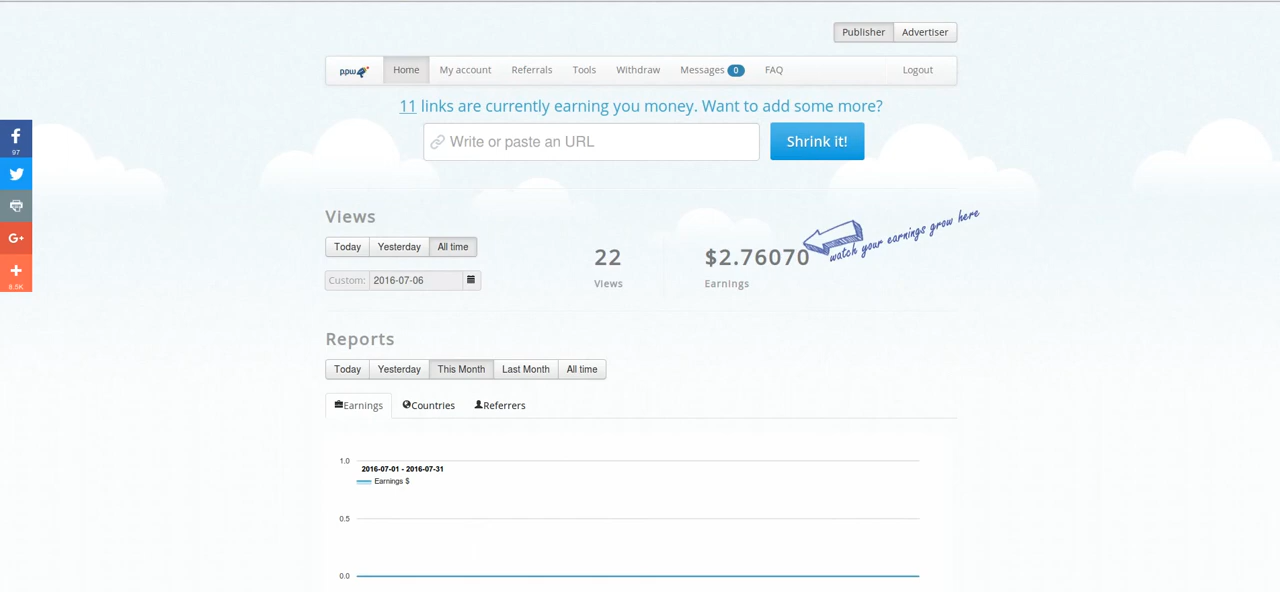 Publisher Advertiser
ppw Home My account Referrals Tools Withdraw Messages 0 FAQ Logout
11 links are currently earning you money. Want to add some more?
Write or paste an URL Shrink it!
97
G+
8.5K
Views
watch your earnings grow here
Today Yesterday All time
22 $2.76070
Custom: 2016-07-06
Views Earnings
Reports
Today Yesterday This Month Last Month All time
Earnings Countries Referrers
1.0
2016-07-01 - 2016-07-31
Earnings $
0.5
0.0